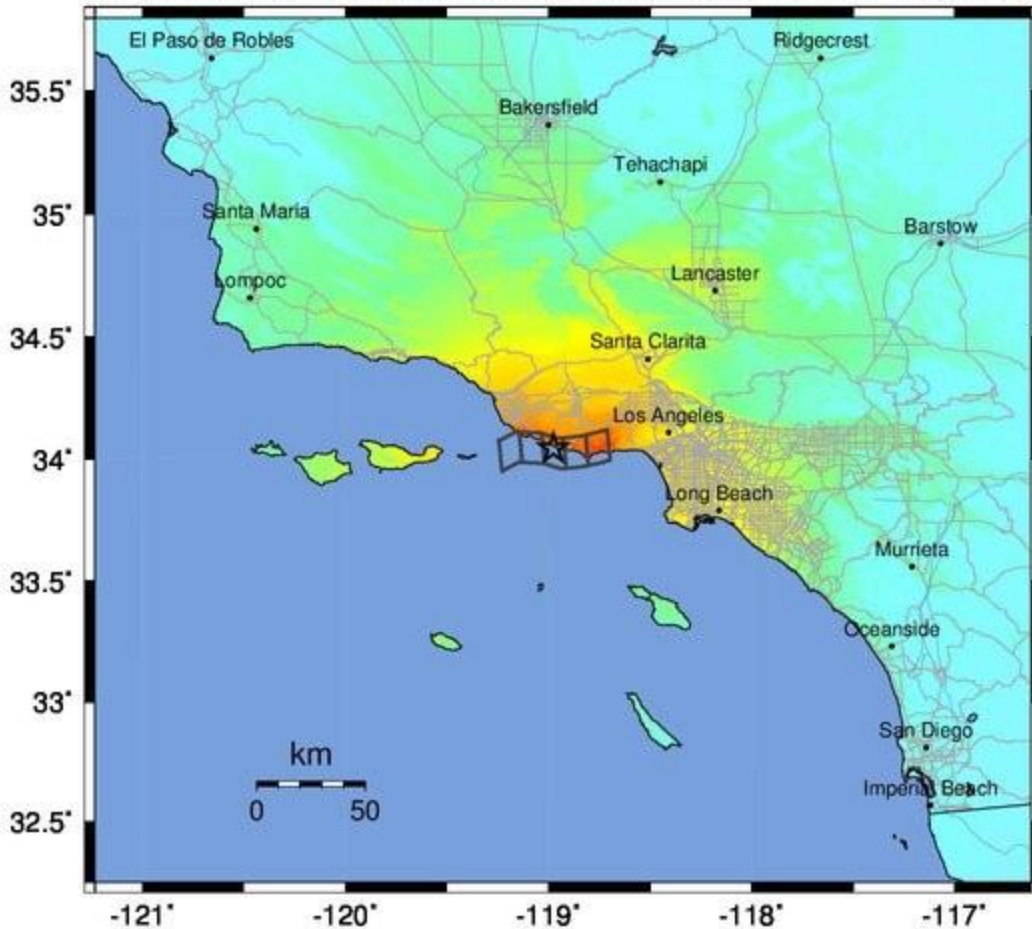 El Paso de Robles
Ridgecrest
35.5°
Bakersfield
Tehachapi
35°
Santa Maria
Barstow
Lompoc
Lancaster
34.5°
Santa Clarita
Los Angeles
34°
Long Beach
Murrieta
33.5°
Oceanside
33°
San Diego
km
Imperial Beach
0 50
32.5°
-121° -120° -119° -118° -117°